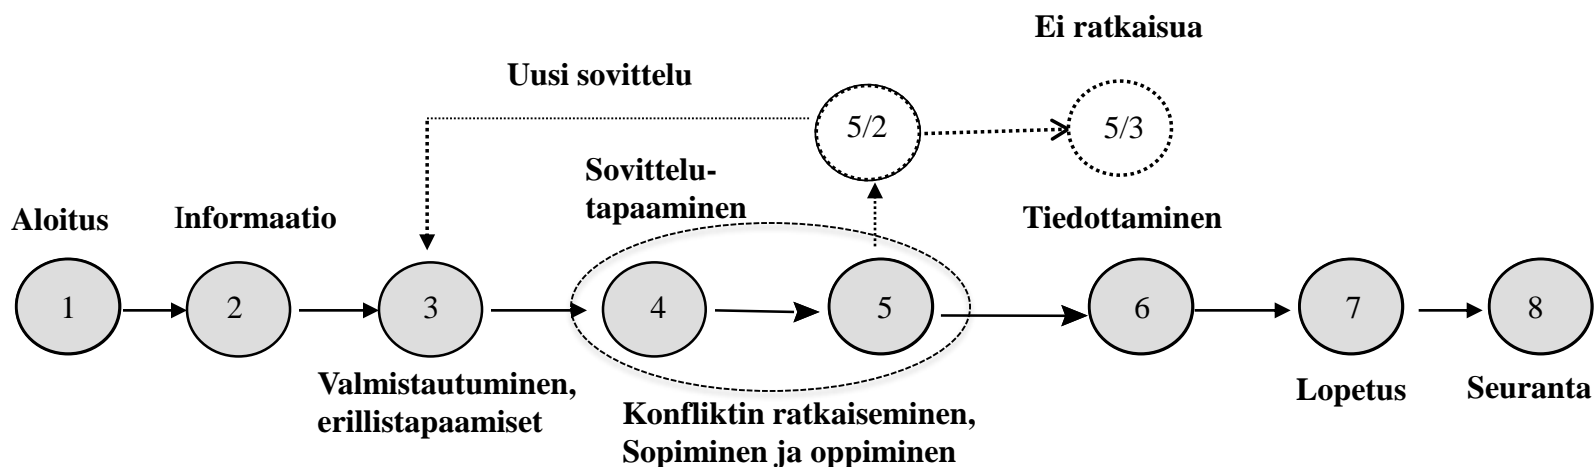 Ei ratkaisua
Uusi sovittelu
5/2
5/3
Sovittelu-
tapaaminen
Aloitus
Informaatio
Tiedottaminen
1
2
3
4
5
6
7
8
Valmistautuminen,
erillistapaamiset
Konfliktin ratkaiseminen,
Sopiminen ja oppiminen
Lopetus
Seuranta